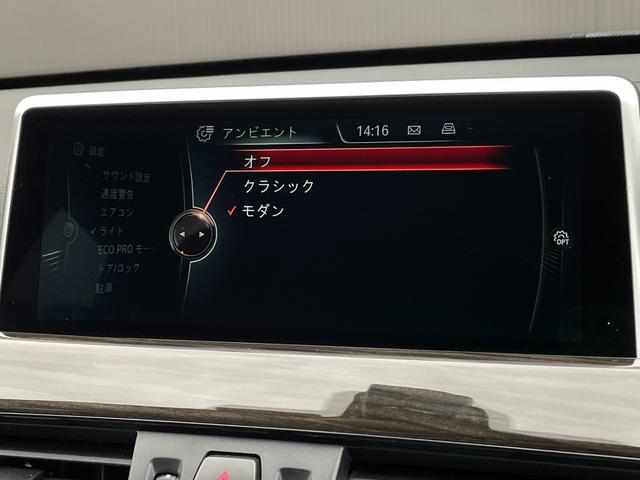 アンビエント
14:16
設定
サウンド設定
速度警告
エアコン
ライト
ECO PRO モー
ドア/ロック
駐車
オフ
クラシック
モダン
OPT